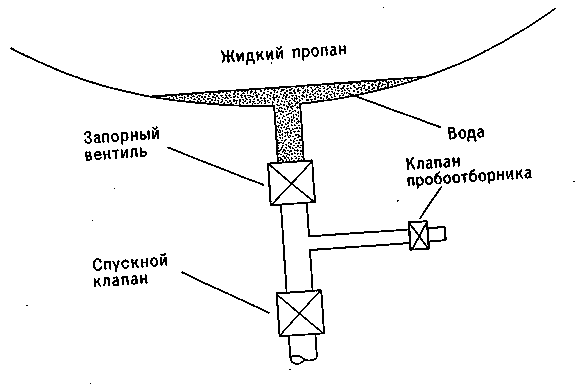 Жидкий пропан
Запорный
вентиль
Вода
Клапан
пробоотборника
Спускной
клапан